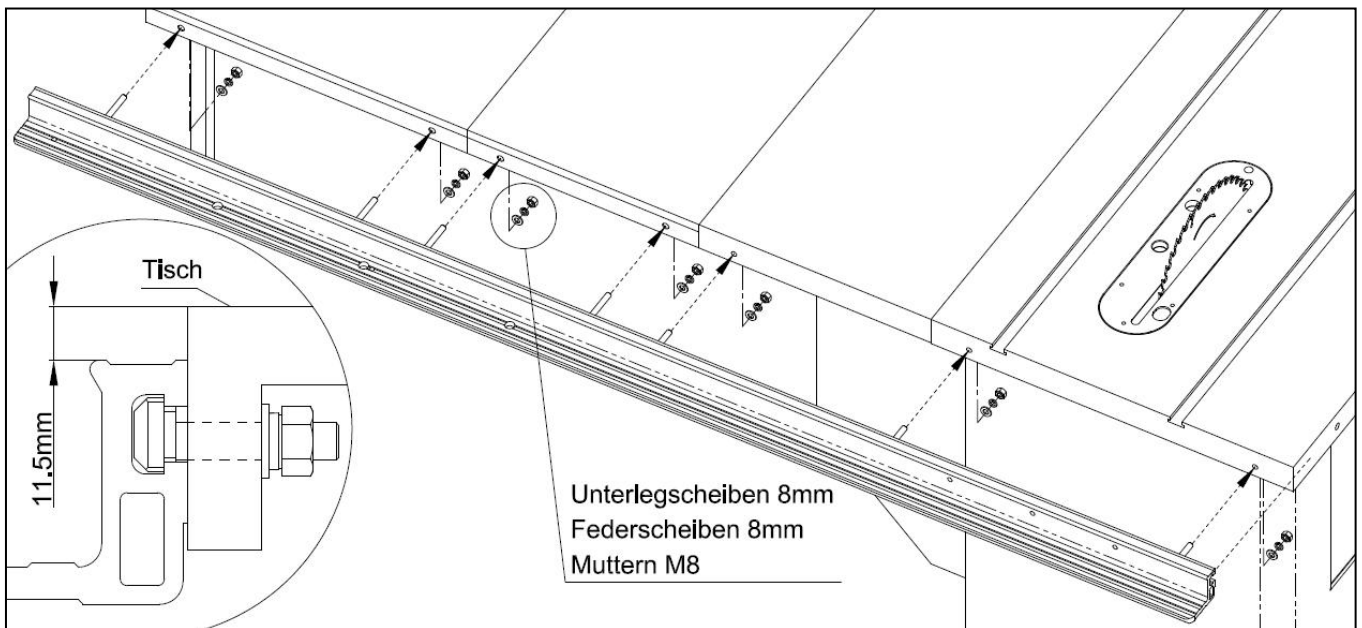 Tisch
11.5mm
Unterlegscheiben 8mm
Federscheiben 8mm
Muttern M8